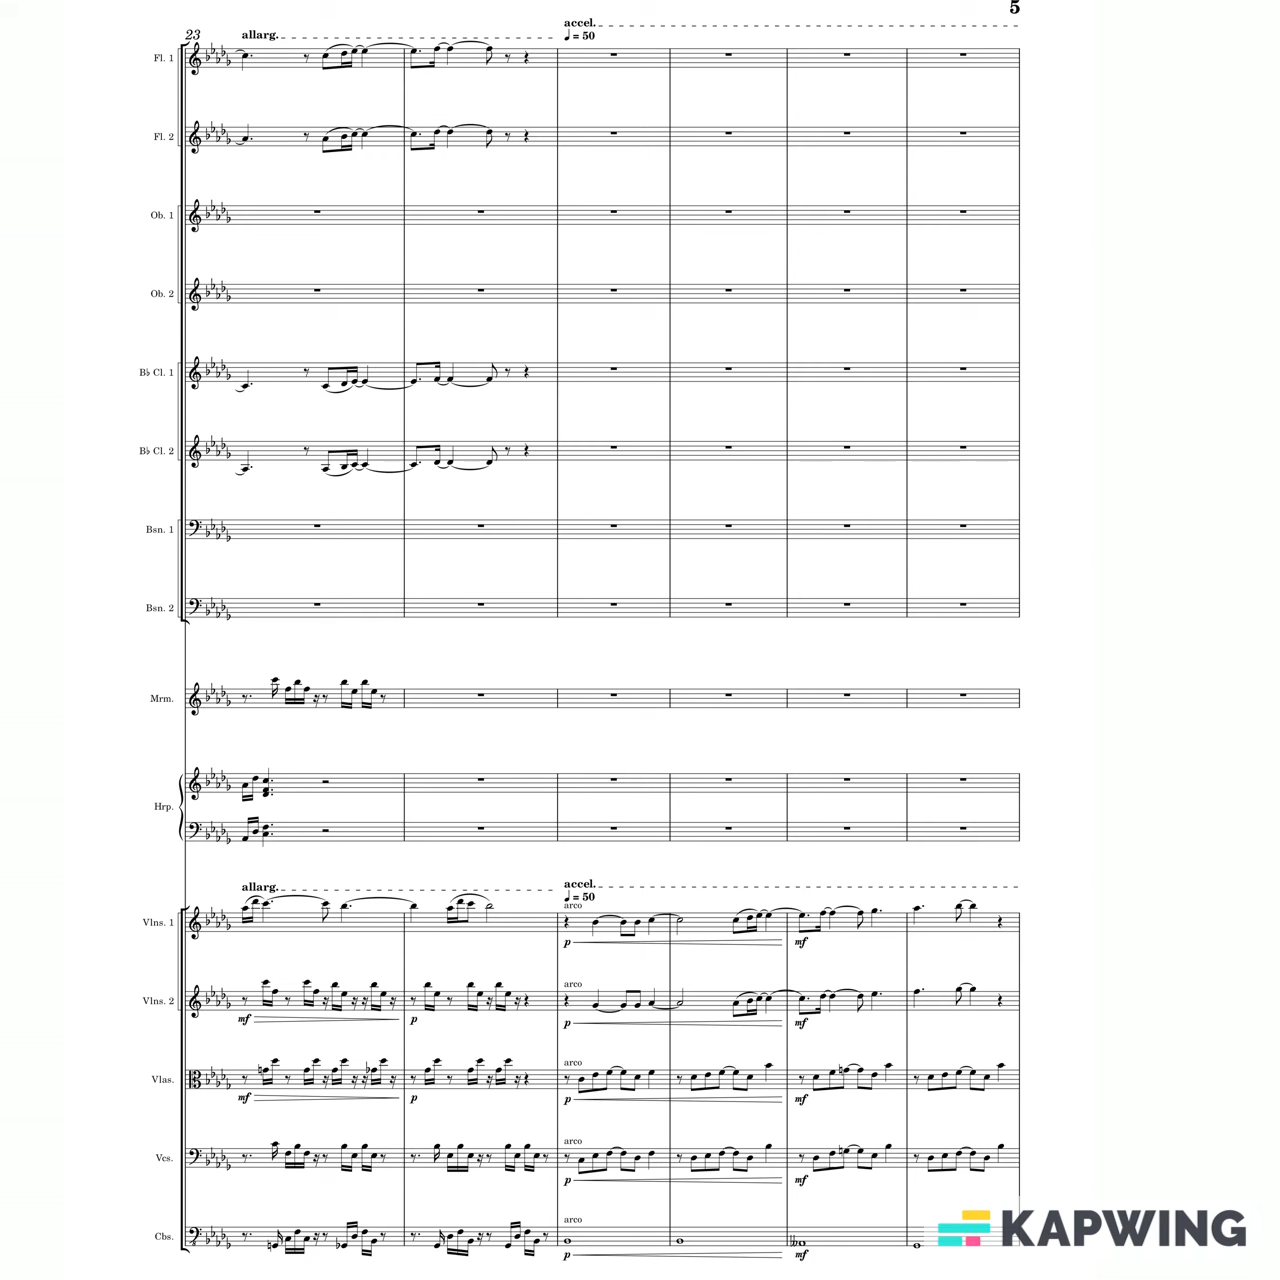 5
23
allarg.
accel.
♩ = 50
Fl. 1
Fl. 2
Ob. 1
Ob. 2
B♭ Cl. 1
B♭ Cl. 2
Bsn. 1
Bsn. 2
Mrm.
Hrp.
allarg.
accel.
♩ = 50
arco
Vlns. 1
p
mf
arco
Vlns. 2
mf
p
p
mf
arco
Vlas.
mf
p
p
mf
arco
Vcs.
p
mf
arco
Cbs.
p
mf
KAPWING